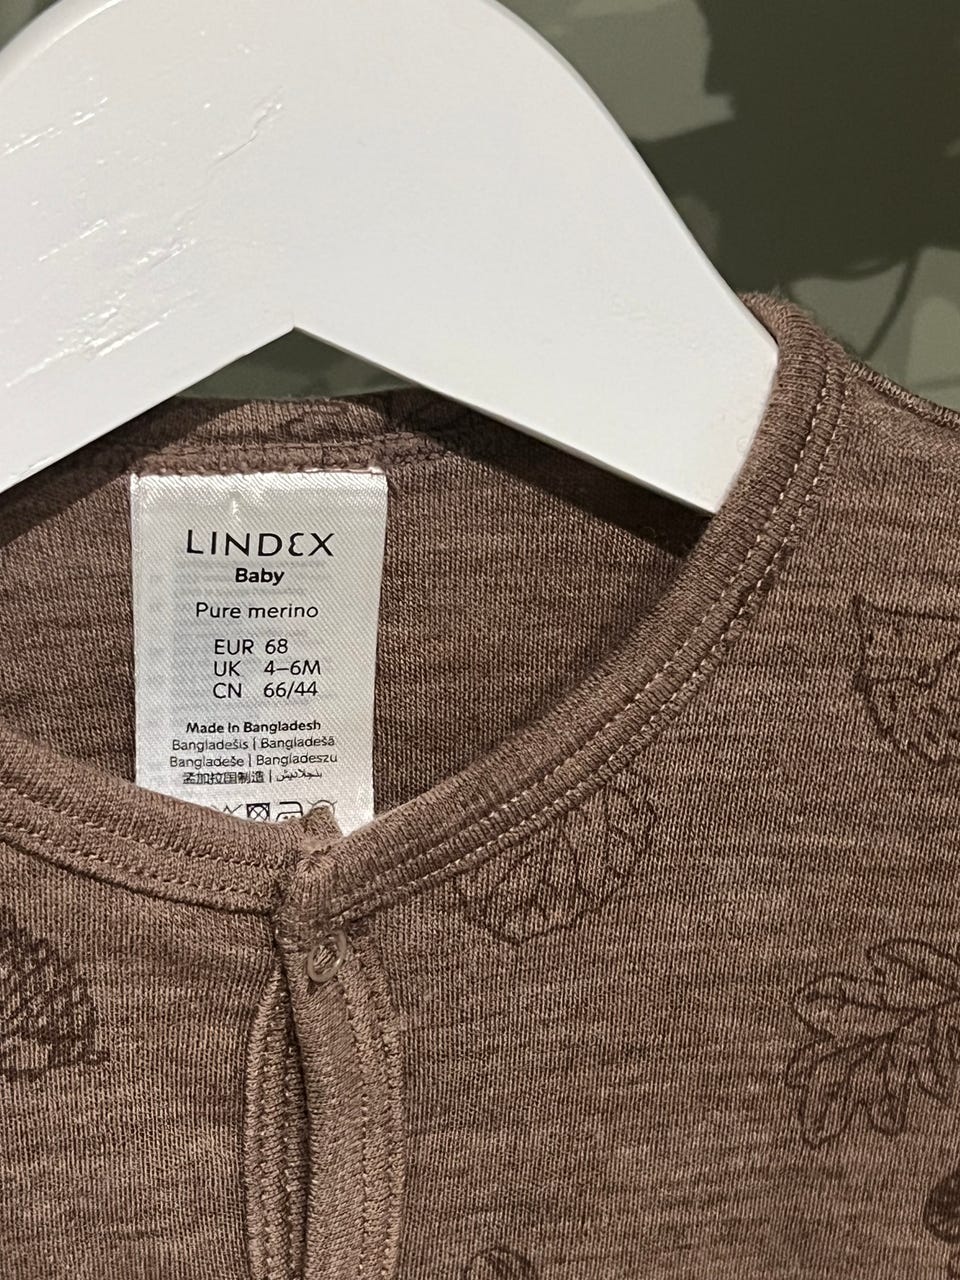 LINDEX
Baby
Pure merino
EUR 68
UK 4–6M
CN 66/44
Made In Bangladesh
Bangladešis | Bangladešā
Bangladeše | Bangladeszu
孟加拉国制造 | بنجلاديش